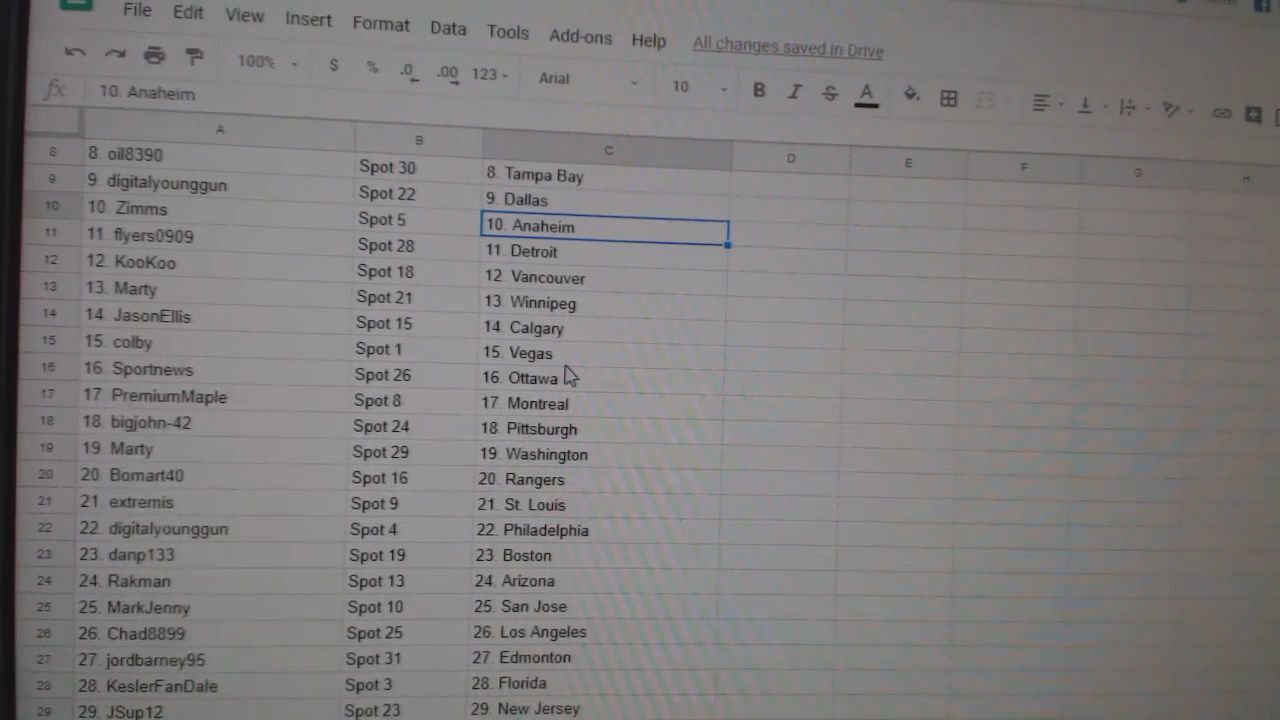 File Edit View Insert Format Data Tools Add-ons Help All changes saved in Drive
100% $ % .0 .00 123 Arial 10 B I S A
fx 10. Anaheim
A B C D E F G H
8 8. oil8390 Spot 30 8. Tampa Bay
9 9. digitalyounggun Spot 22 9. Dallas
10 10. Zimms Spot 5 10. Anaheim
11 11. flyers0909 Spot 28 11. Detroit
12 12. KooKoo Spot 18 12. Vancouver
13 13. Marty Spot 21 13. Winnipeg
14 14. JasonEllis Spot 15 14. Calgary
15 15. colby Spot 1 15. Vegas
16 16. Sportnews Spot 26 16. Ottawa
17 17. PremiumMaple Spot 8 17. Montreal
18 18. bigjohn-42 Spot 24 18. Pittsburgh
19 19. Marty Spot 29 19. Washington
20 20. Bomart40 Spot 16 20. Rangers
21 21. extremis Spot 9 21. St. Louis
22 22. digitalyounggun Spot 4 22. Philadelphia
23 23. danp133 Spot 19 23. Boston
24 24. Rakman Spot 13 24. Arizona
25 25. MarkJenny Spot 10 25. San Jose
26 26. Chad8899 Spot 25 26. Los Angeles
27 27. jordbarney95 Spot 31 27. Edmonton
28 28. KeslerFanDale Spot 3 28. Florida
29 29. JSup12 Spot 23 29. New Jersey